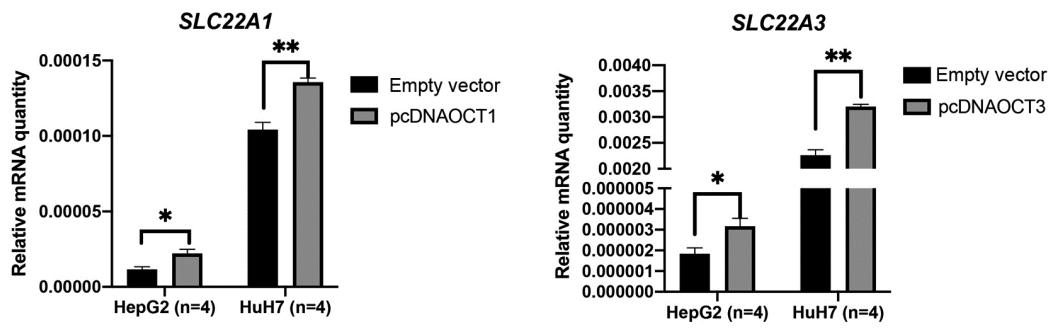 SLC22A1
Relative mRNA quantity
0.00015
0.00010
0.00005
0.00000
**
*
HepG2 (n=4)
HuH7 (n=4)
Empty vector
pcDNAOCT1
SLC22A3
Relative mRNA quantity
0.0040
0.0035
0.0030
0.0025
0.0020
0.000005
0.000004
0.000003
0.000002
0.000001
0.000000
**
*
HepG2 (n=4)
HuH7 (n=4)
Empty vector
pcDNAOCT3